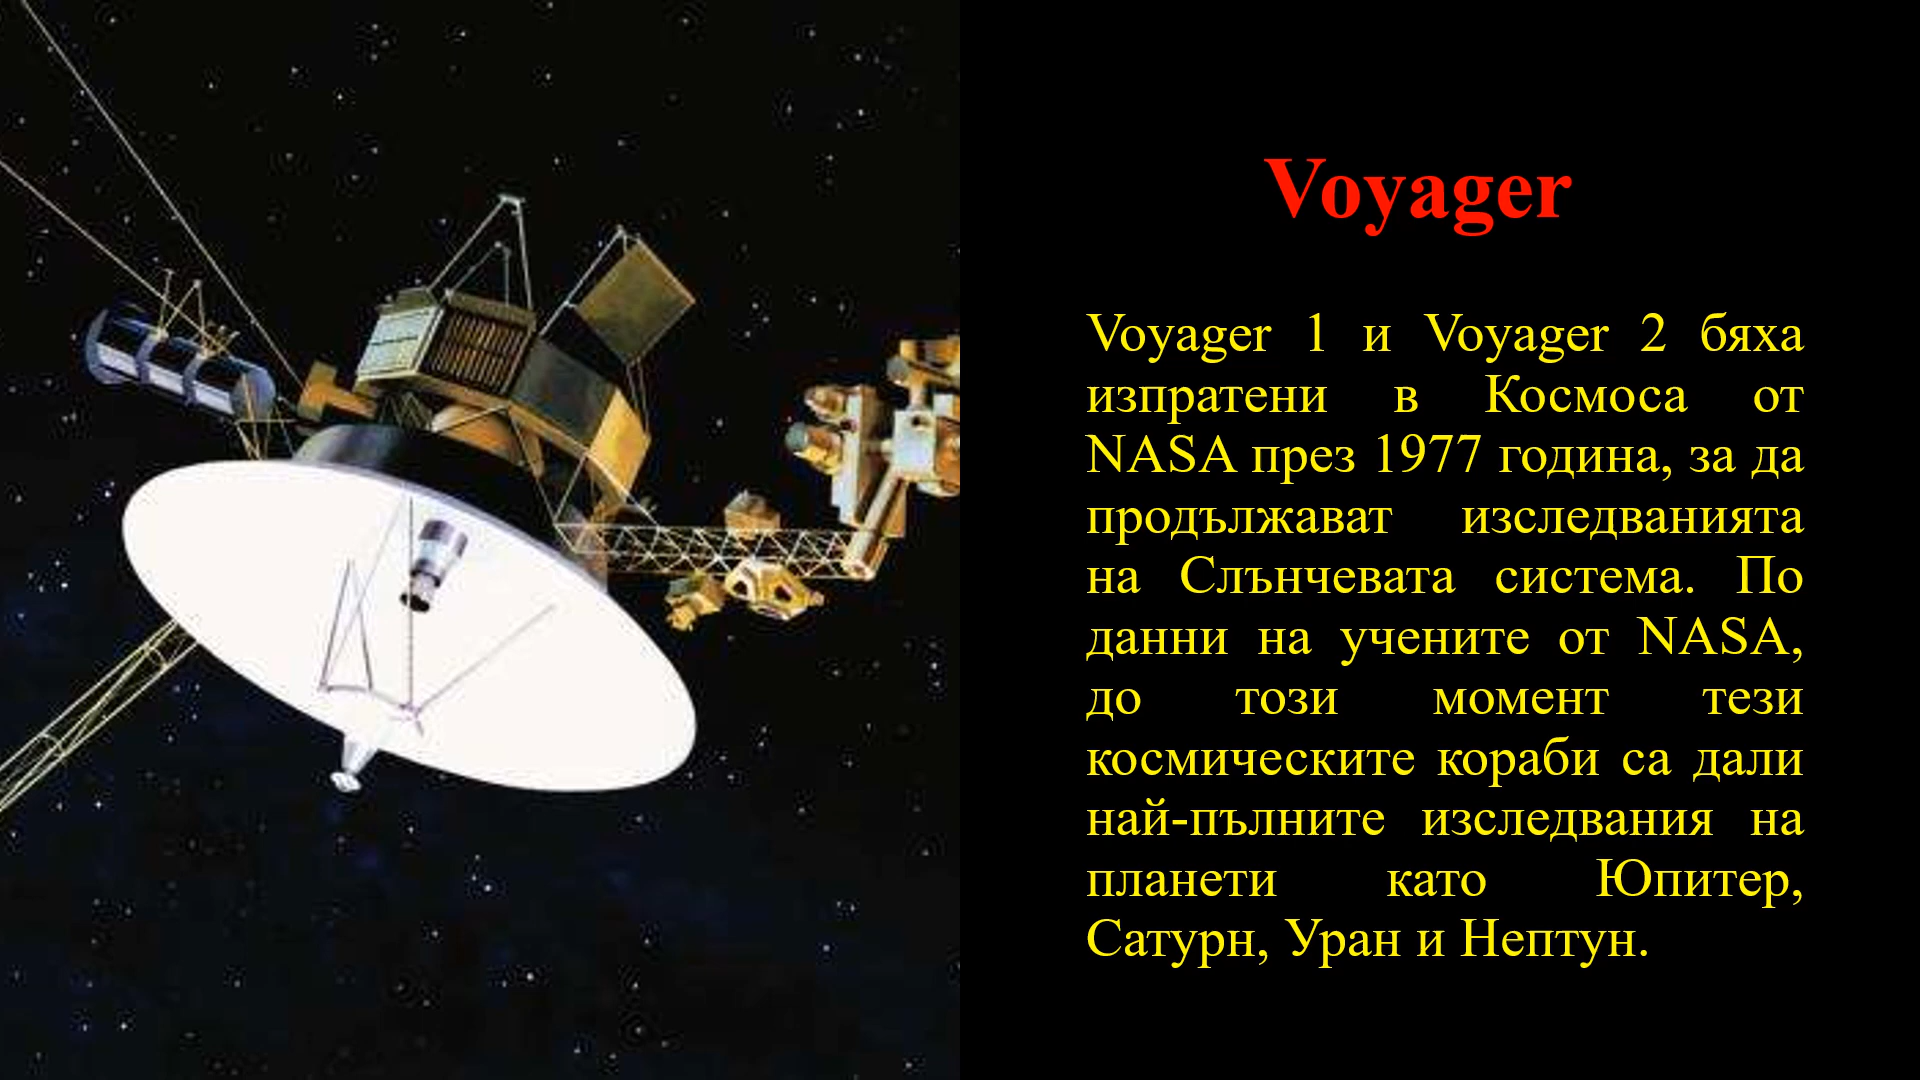 Voyager
Voyager 1 и Voyager 2 бяха
изпратени в Космоса от
NASA през 1977 година, за да
продължават изследванията
на Слънчевата система. По
данни на учените от NASA,
до този момент тези
космическите кораби са дали
най-пълните изследвания на
планети като Юпитер,
Сатурн, Уран и Нептун.